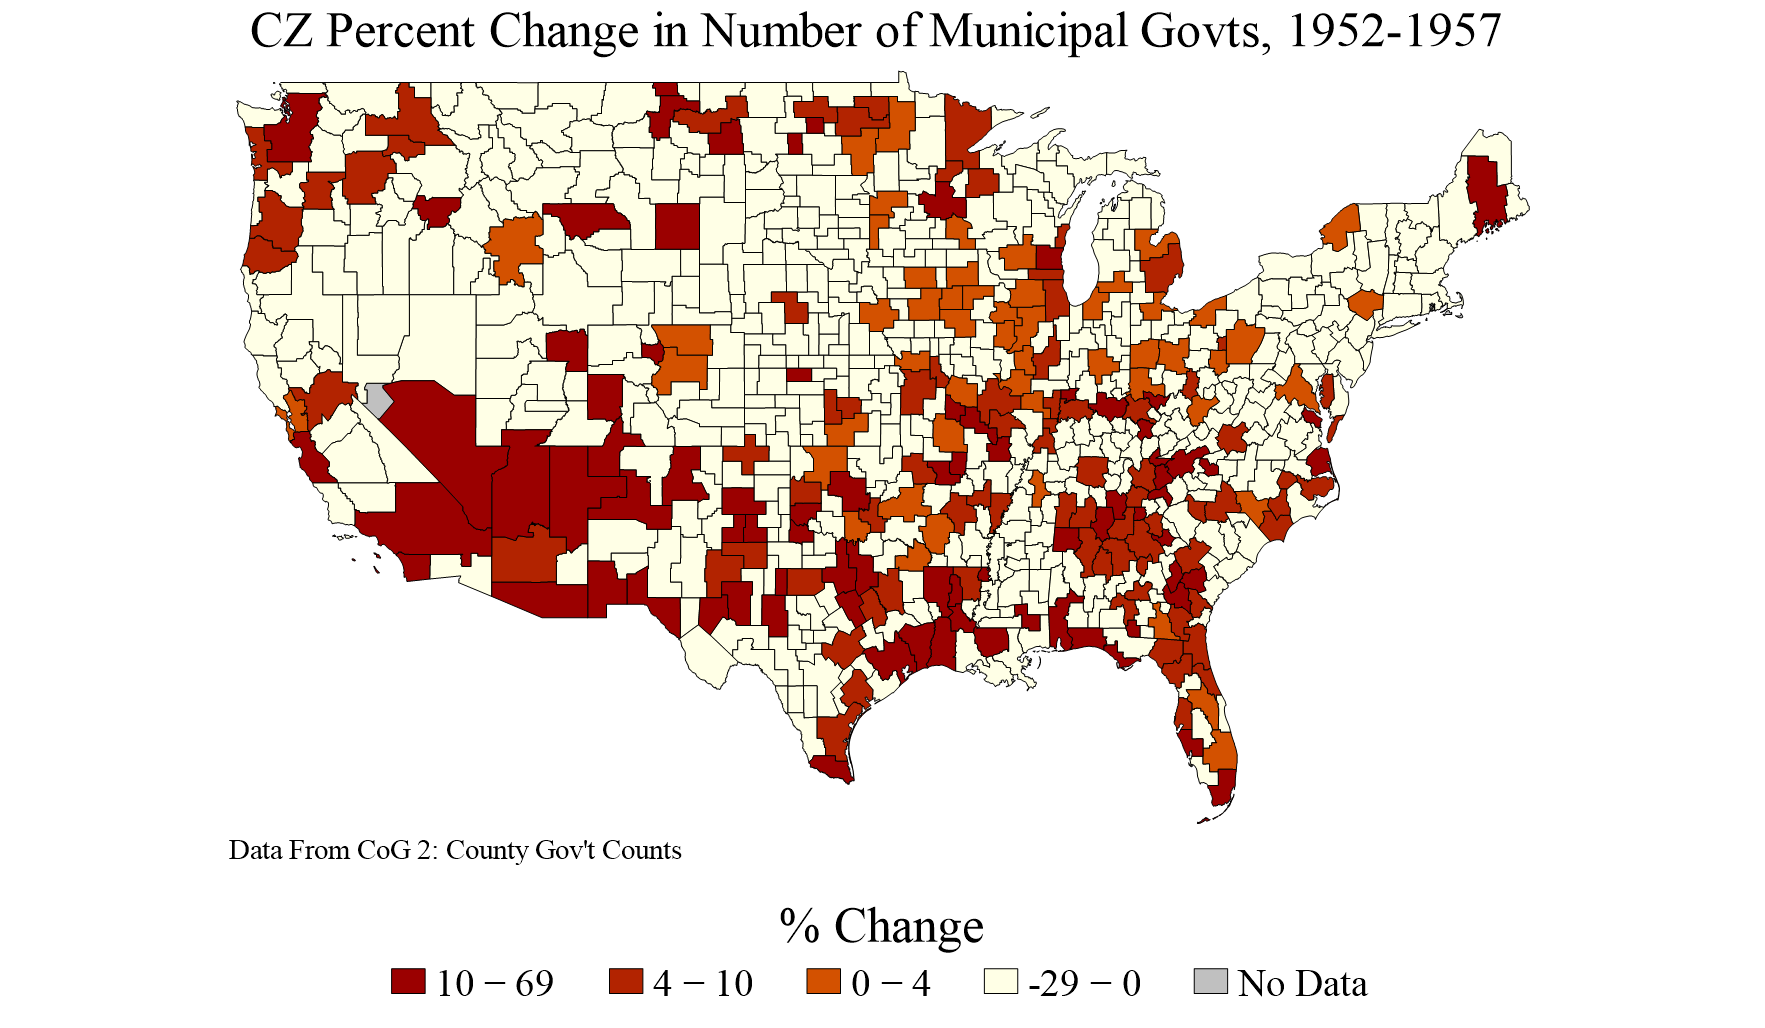 CZ Percent Change in Number of Municipal Govts, 1952-1957
Data From CoG 2: County Gov't Counts
% Change
10 − 69 4 − 10 0 − 4 -29 − 0 No Data